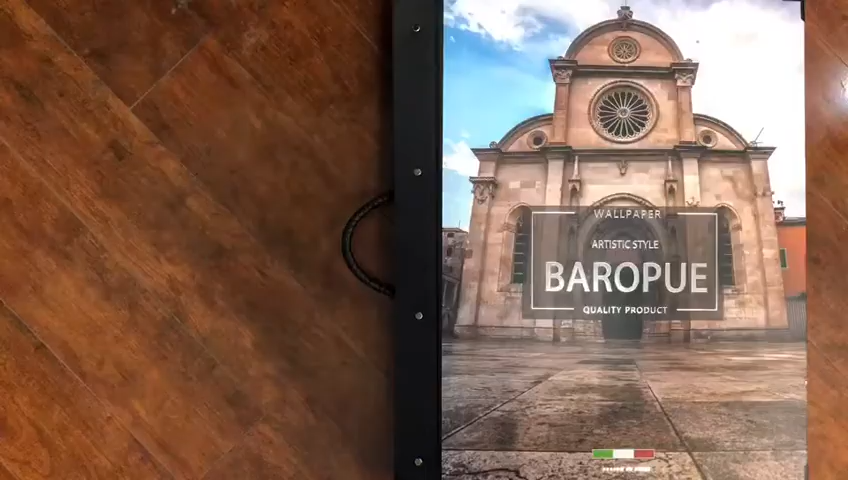 WALLPAPER
ARTISTIC STYLE
BAROPUE
QUALITY PRODUCT